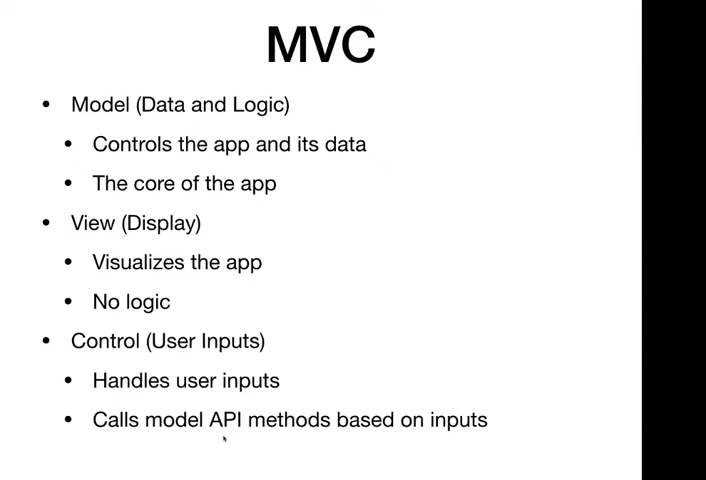 MVC
• Model (Data and Logic)
• Controls the app and its data
• The core of the app
• View (Display)
• Visualizes the app
• No logic
• Control (User Inputs)
• Handles user inputs
• Calls model API methods based on inputs